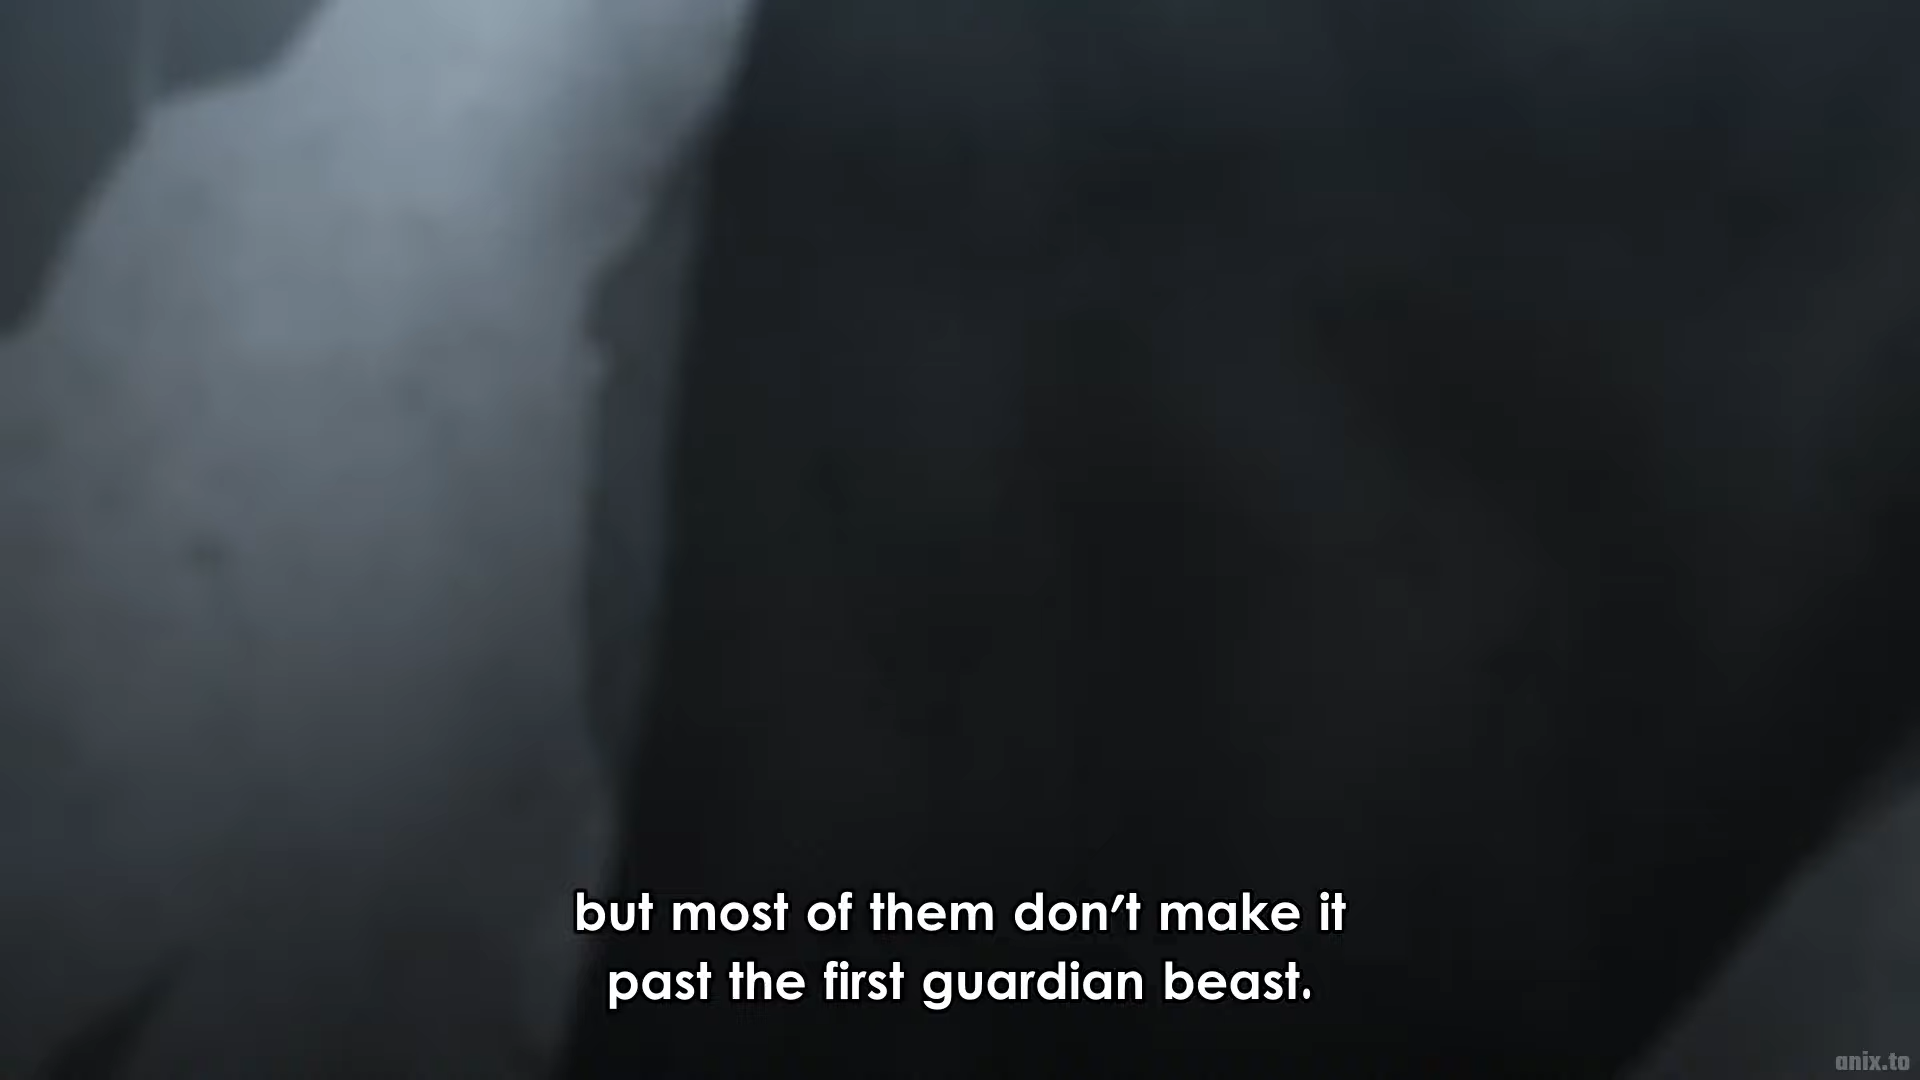 but most of them don't make it
past the first guardian beast.
anix.to